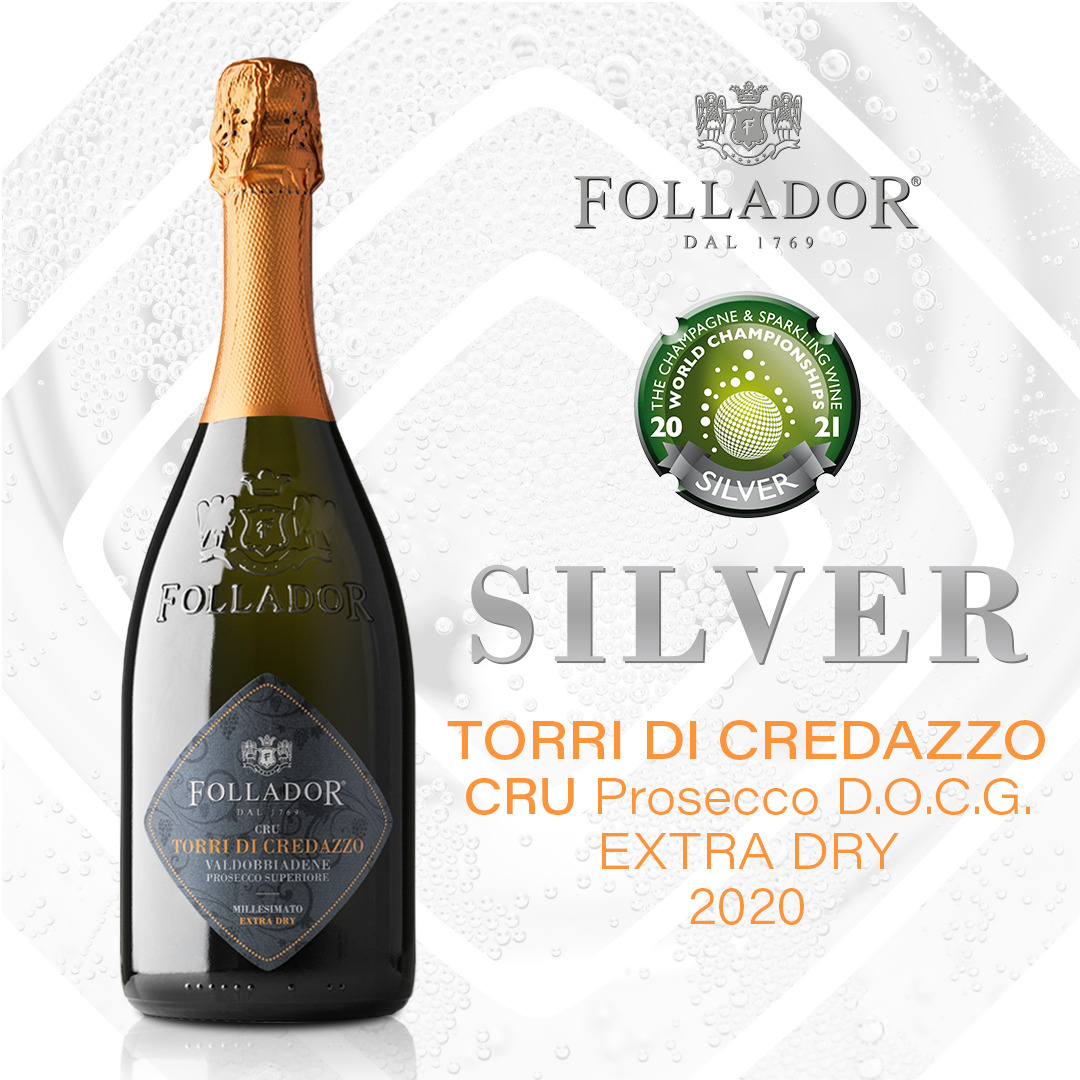 FOLLADOR®
DAL 1769
THE CHAMPAGNE & SPARKLING WINE
WORLD CHAMPIONSHIPS
20 21
SILVER
SILVER
TORRI DI CREDAZZO
CRU Prosecco D.O.C.G.
EXTRA DRY
2020
F
FOLLADOR
FOLLADOR®
DAL 1769
CRU
TORRI DI CREDAZZO
VALDOBBIADENE
PROSECCO SUPERIORE
MILLESIMATO
EXTRA DRY